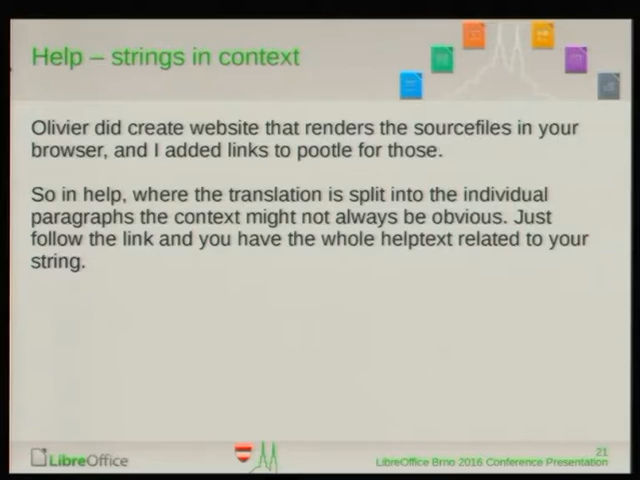 Help – strings in context
Olivier did create website that renders the sourcefiles in your
browser, and I added links to pootle for those.
So in help, where the translation is split into the individual
paragraphs the context might not always be obvious. Just
follow the link and you have the whole helptext related to your
string.
LibreOffice
21
LibreOffice Brno 2016 Conference Presentation